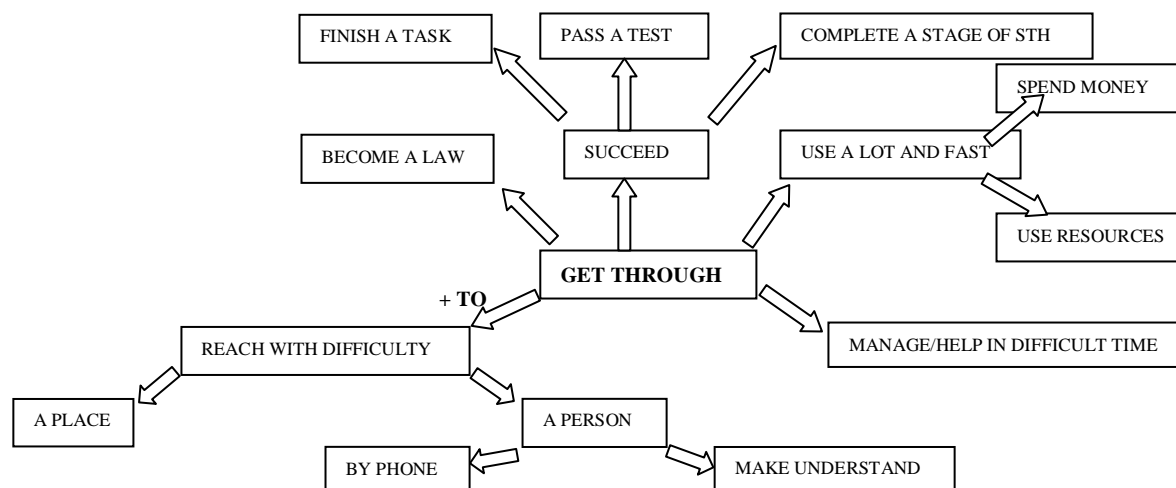 FINISH A TASK
PASS A TEST
COMPLETE A STAGE OF STH
SPEND MONEY
BECOME A LAW
SUCCEED
USE A LOT AND FAST
USE RESOURCES
GET THROUGH
+ TO
REACH WITH DIFFICULTY
MANAGE/HELP IN DIFFICULT TIME
A PLACE
A PERSON
BY PHONE
MAKE UNDERSTAND